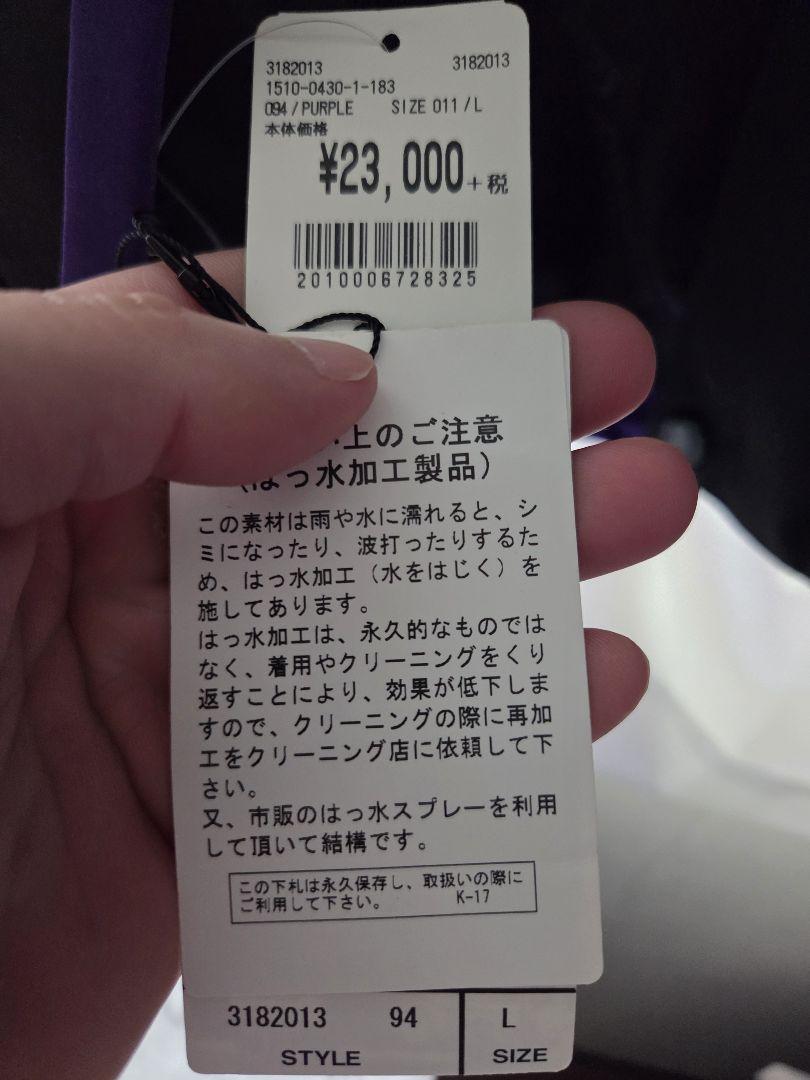 3182013 3182013
1510-0430-1-183
094/PURPLE SIZE 011/L
本体価格
¥23,000+税
2010006728325
上のご注意
(はっ水加工製品)
この素材は雨や水に濡れると、シ
ミになったり、波打ったりするた
め、はっ水加工(水をはじく)を
施してあります。
はっ水加工は、永久的なものでは
なく、着用やクリーニングをくり
返すことにより、効果が低下しま
すので、クリーニングの際に再加
工をクリーニング店に依頼して下
さい。
又、市販のはっ水スプレーを利用
して頂いて結構です。
この下札は永久保存し、取扱いの際に
ご利用して下さい。 K-17
3182013 94 L
STYLE SIZE